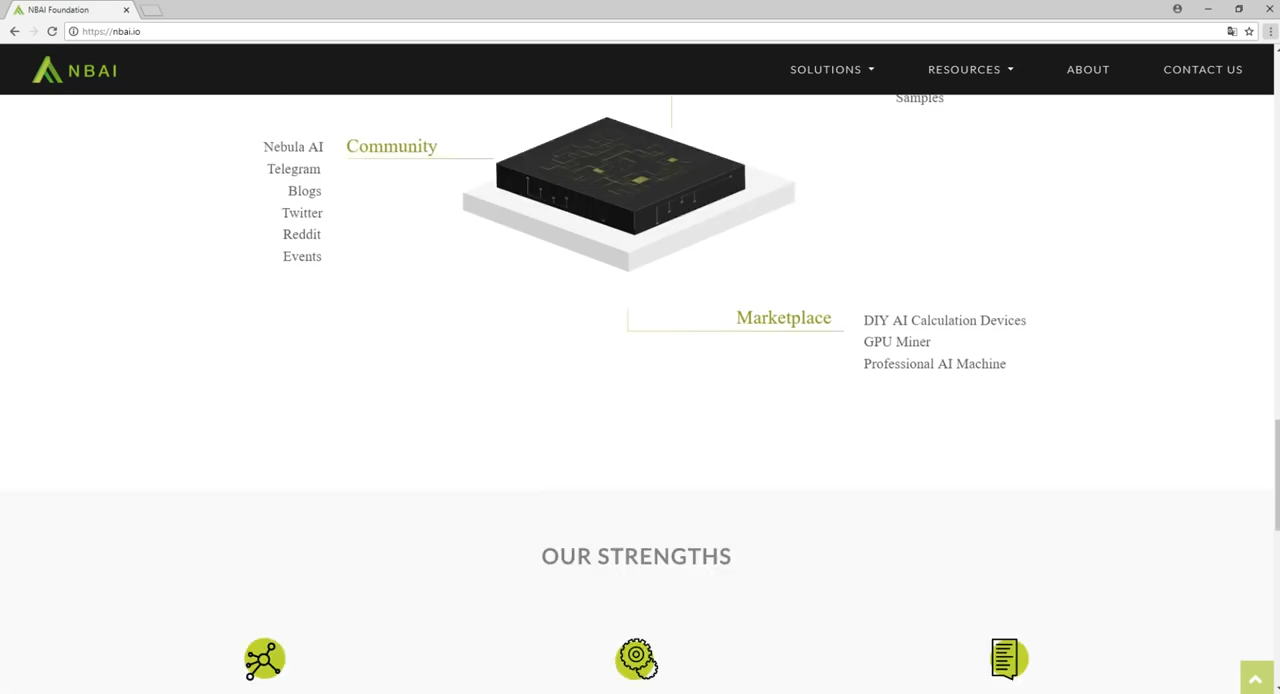 NBAI Foundation
https://nbai.io
NBAI
SOLUTIONS
RESOURCES
ABOUT
CONTACT US
Samples
Community
Nebula AI
Telegram
Blogs
Twitter
Reddit
Events
Marketplace
DIY AI Calculation Devices
GPU Miner
Professional AI Machine
OUR STRENGTHS